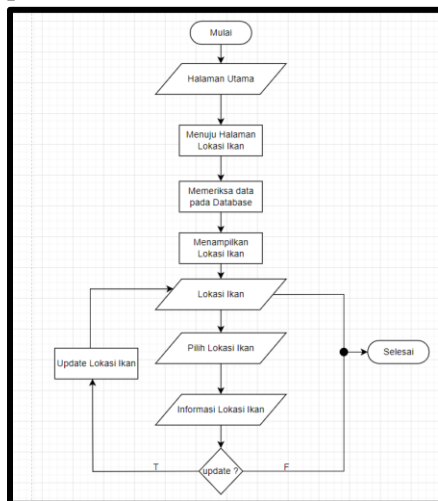 Mulai
Halaman Utama
Menuju Halaman
Lokasi Ikan
Memeriksa data
pada Database
Menampilkan
Lokasi Ikan
Lokasi Ikan
Pilih Lokasi Ikan
Update Lokasi Ikan
Selesai
Informasi Lokasi Ikan
T
update ?
F